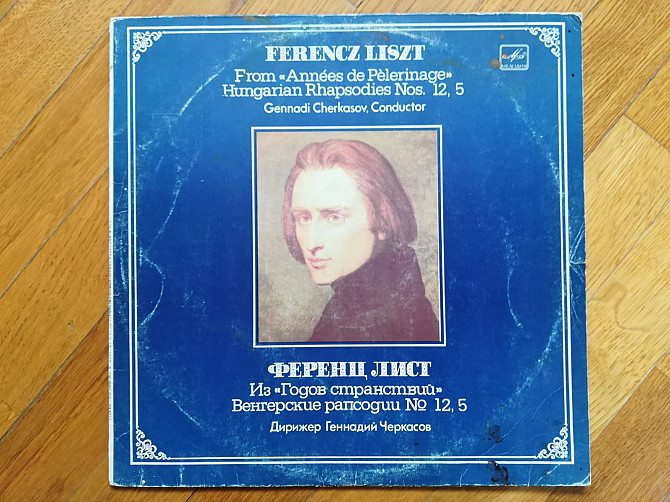 FERENCZ LISZT
From «Années de Pèlerinage»
Hungarian Rhapsodies Nos. 12, 5
Gennadi Cherkasov, Conductor
МЕЛОДИЯ
ФЕРЕНЦ ЛИСТ
Из «Годов странствий»
Венгерские рапсодии № 12, 5
Дирижер Геннадий Черкасов